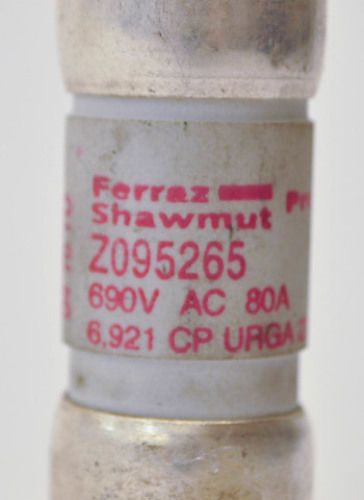 Ferraz
Shawmut
Z095265
690V AC 80A
6,921 CP URGA